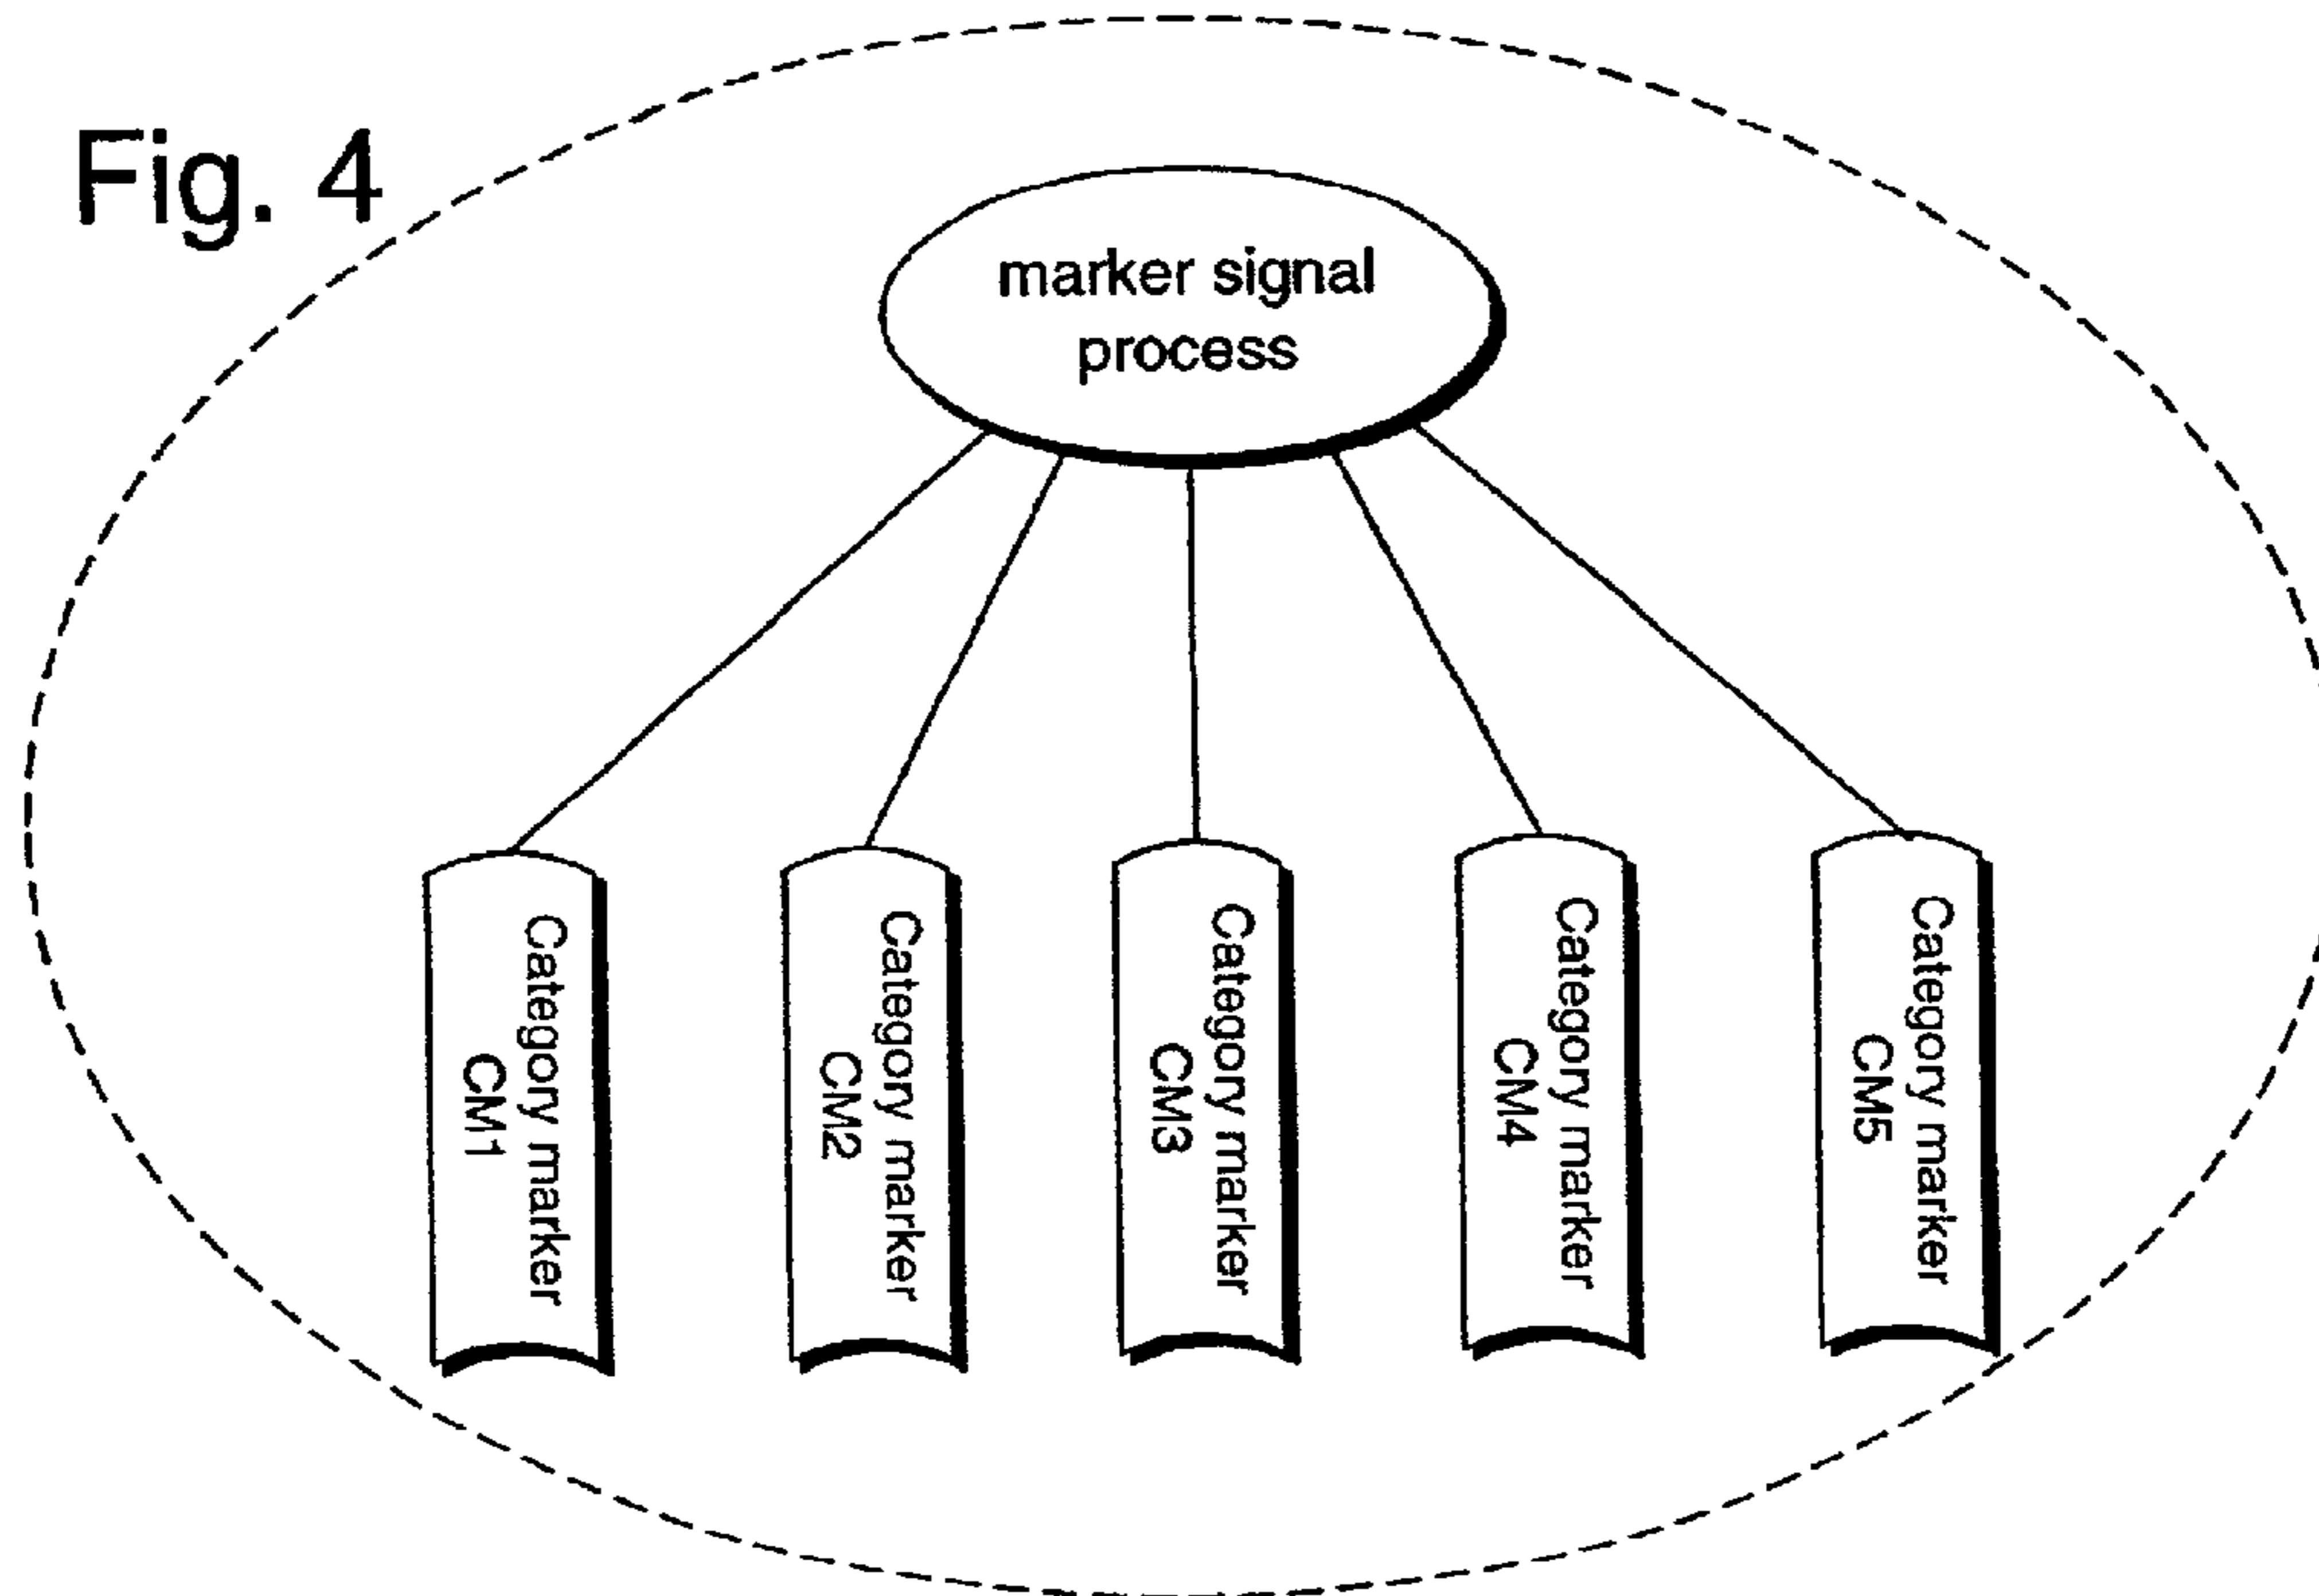 Fig. 4
marker signal
process
Category marker
CM1
Category marker
CM2
Category marker
CM3
Category marker
CM4
Category marker
CM5